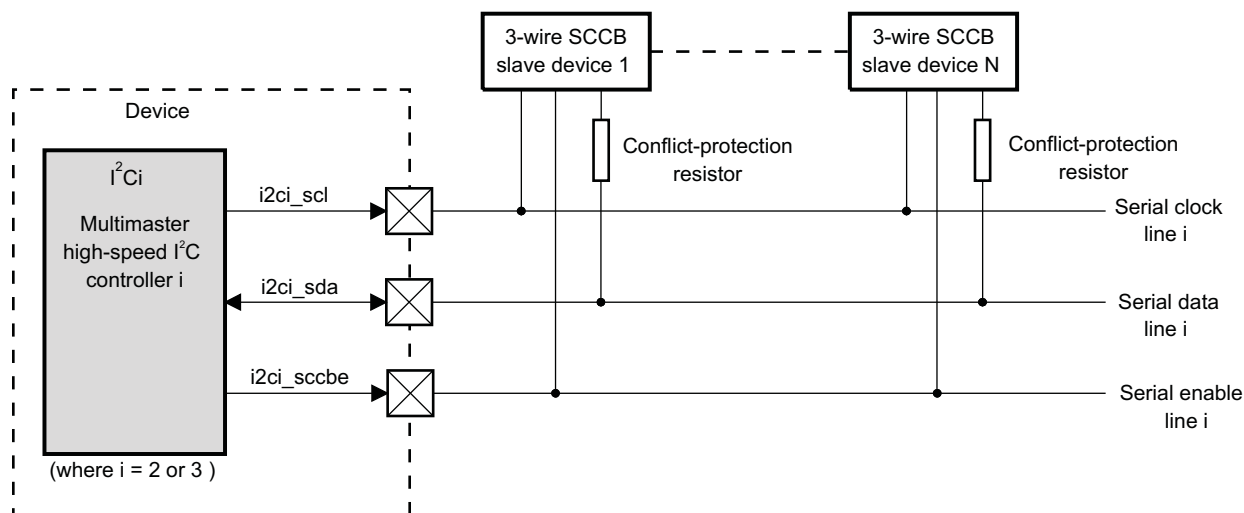 3-wire SCCB
slave device 1
3-wire SCCB
slave device N
Device
I²Ci
Multimaster
high-speed I²C
controller i
(where i = 2 or 3 )
i2ci_scl
i2ci_sda
i2ci_sccbe
Conflict-protection
resistor
Conflict-protection
resistor
Serial clock
line i
Serial data
line i
Serial enable
line i